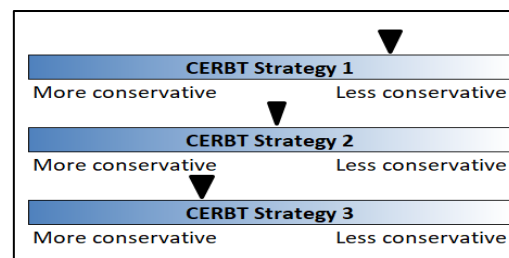 CERBT Strategy 1
More conservative Less conservative
CERBT Strategy 2
More conservative Less conservative
CERBT Strategy 3
More conservative Less conservative